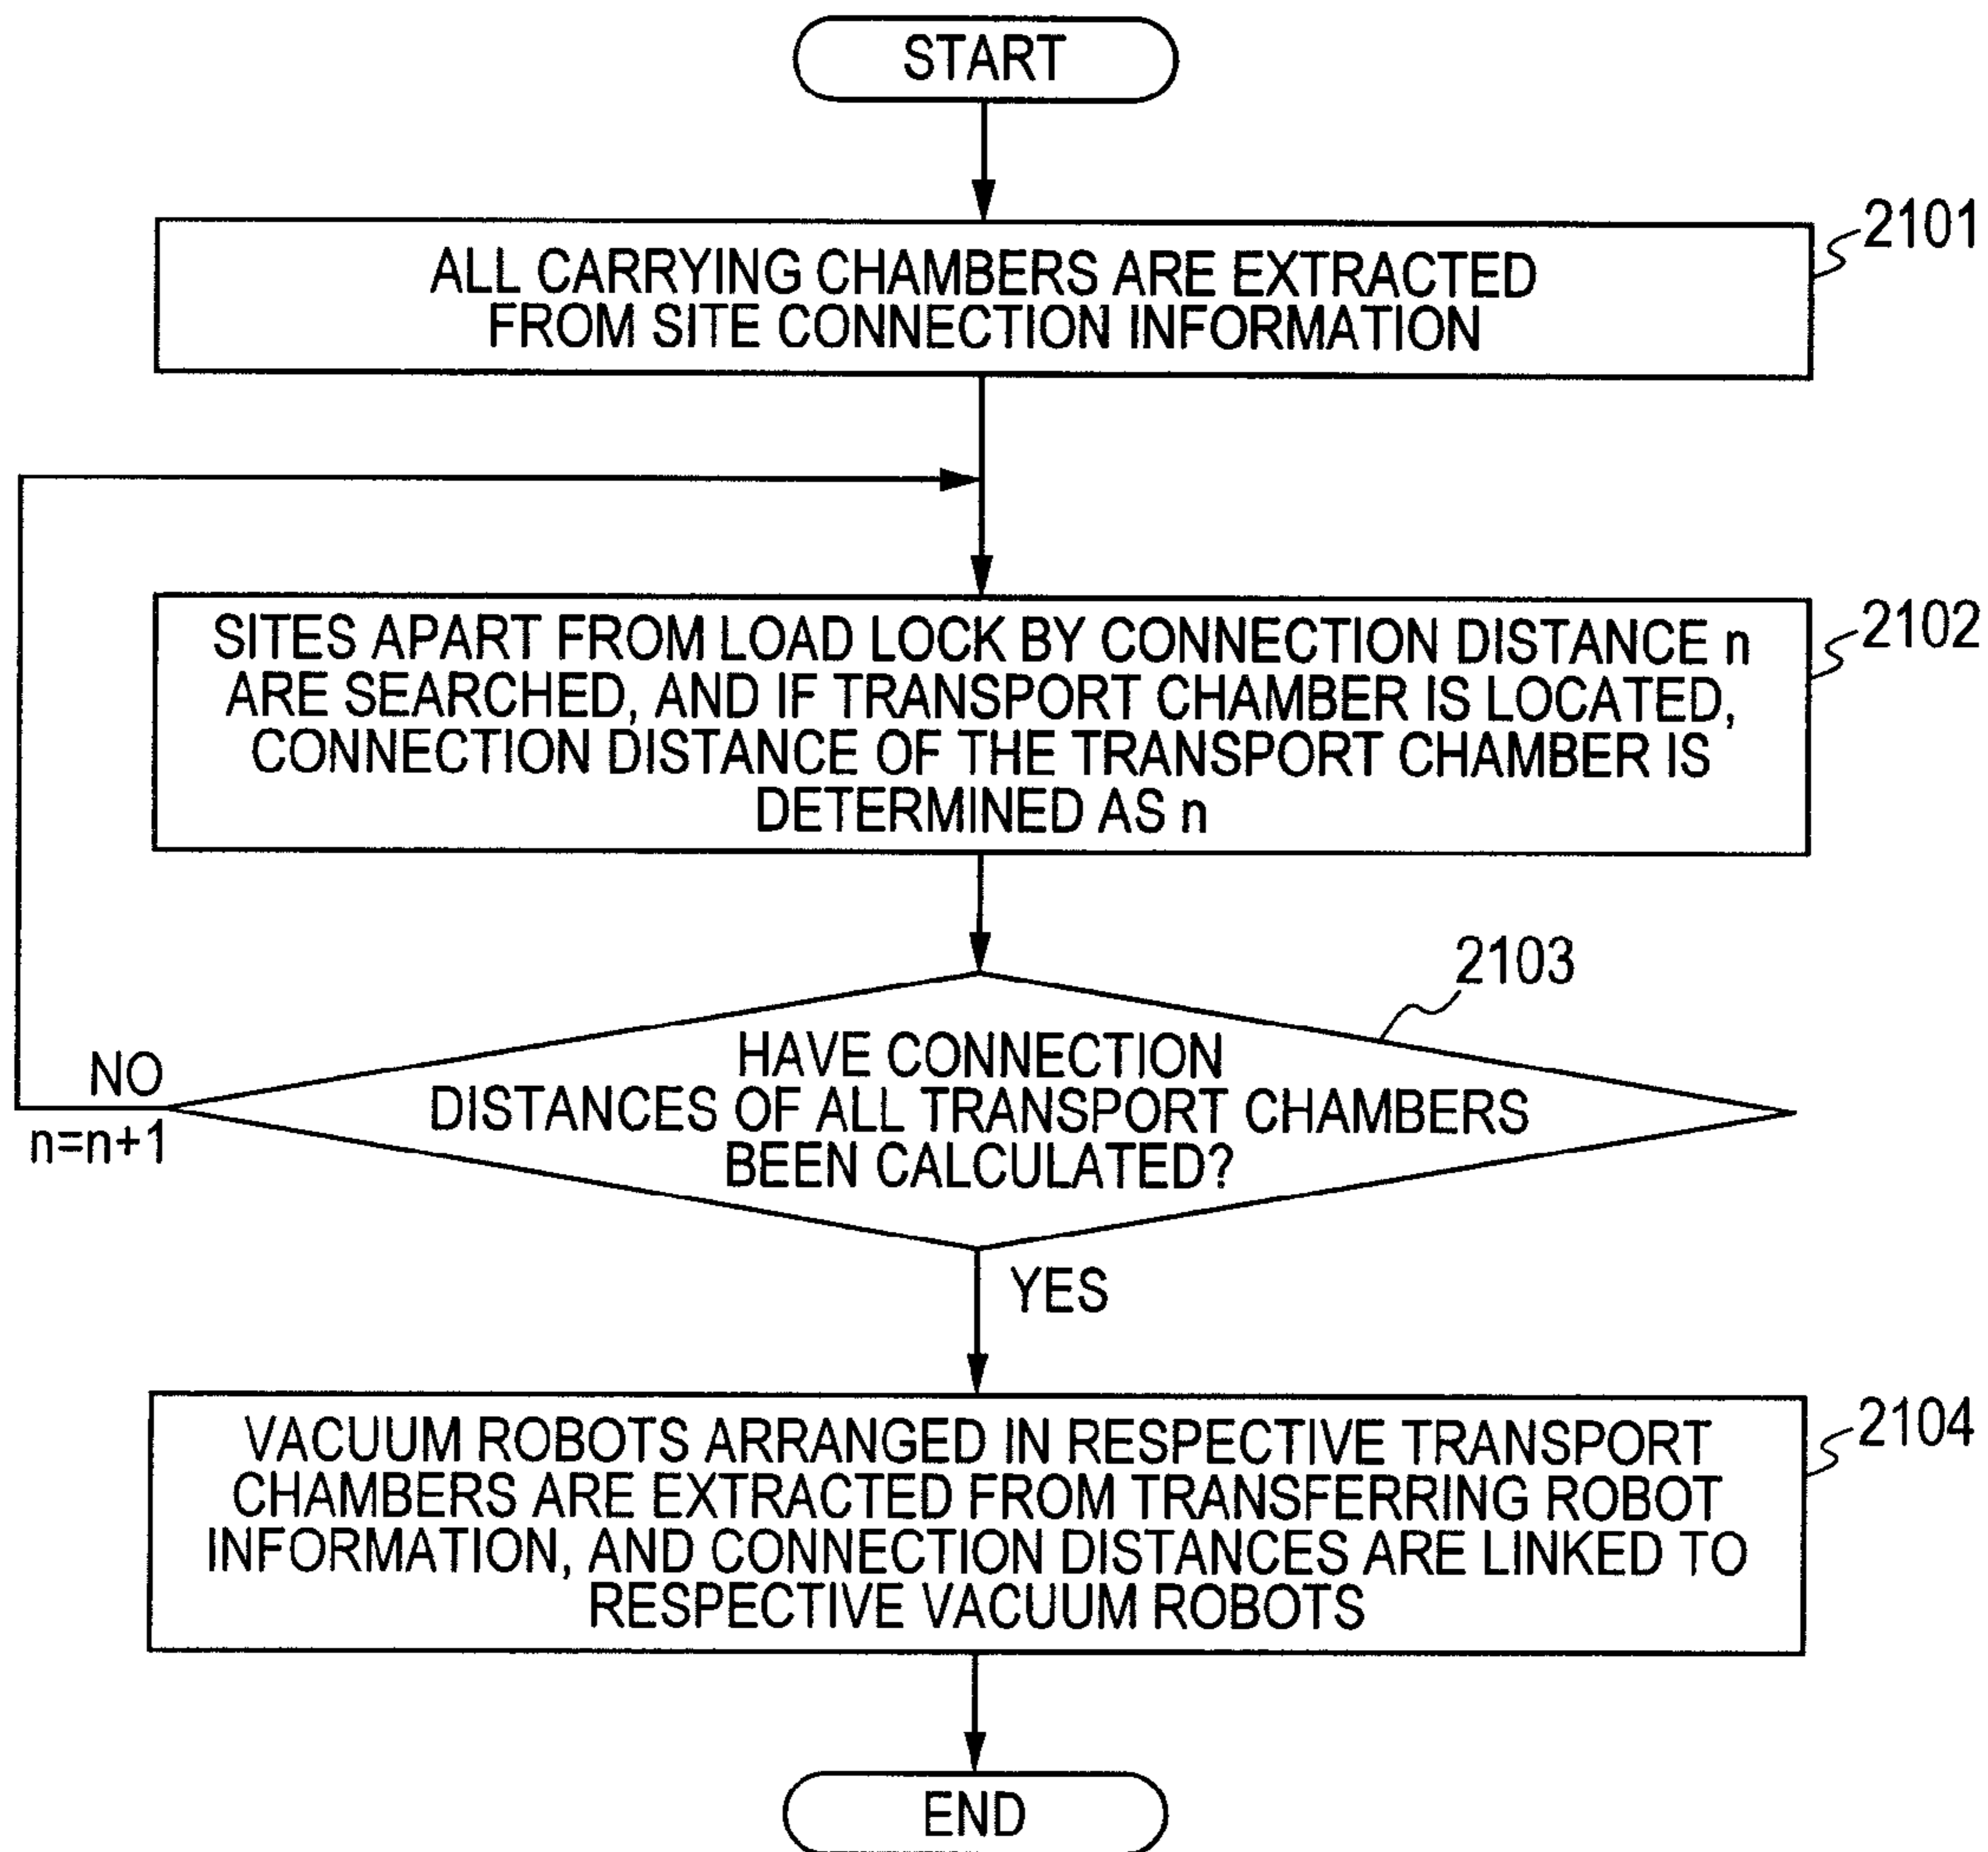 START
2101
ALL CARRYING CHAMBERS ARE EXTRACTED
FROM SITE CONNECTION INFORMATION
2102
SITES APART FROM LOAD LOCK BY CONNECTION DISTANCE n
ARE SEARCHED, AND IF TRANSPORT CHAMBER IS LOCATED,
CONNECTION DISTANCE OF THE TRANSPORT CHAMBER IS
DETERMINED AS n
2103
HAVE CONNECTION
DISTANCES OF ALL TRANSPORT CHAMBERS
BEEN CALCULATED?
NO
n=n+1
YES
2104
VACUUM ROBOTS ARRANGED IN RESPECTIVE TRANSPORT
CHAMBERS ARE EXTRACTED FROM TRANSFERRING ROBOT
INFORMATION, AND CONNECTION DISTANCES ARE LINKED TO
RESPECTIVE VACUUM ROBOTS
END